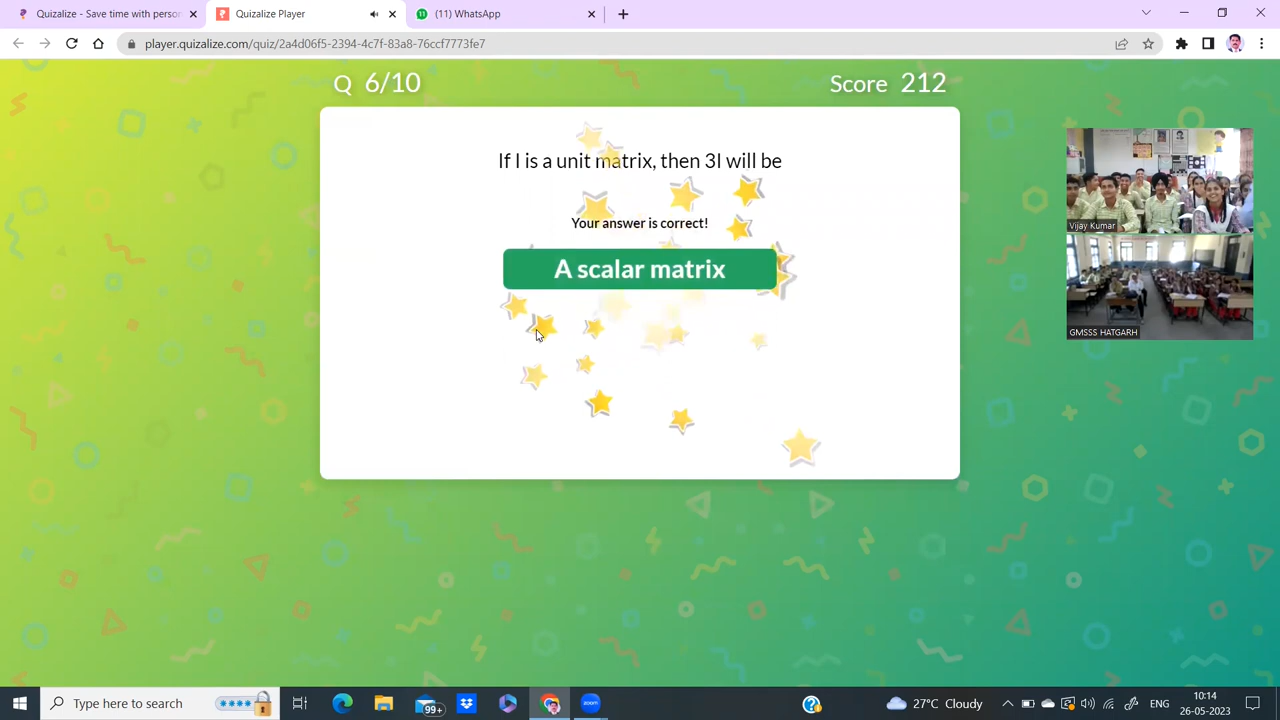 Quizalize - Save time with person
Quizalize Player
(11) WhatsApp
player.quizalize.com/quiz/2a4d06f5-2394-4c7f-83a8-76ccf7773fe7
Q 6/10
Score 212
If I is a unit matrix, then 3I will be
Your answer is correct!
A scalar matrix
Vijay Kumar
GMSSS HATGARH
Type here to search
99+
zoom
27°C Cloudy
ENG
10:14
26-05-2023